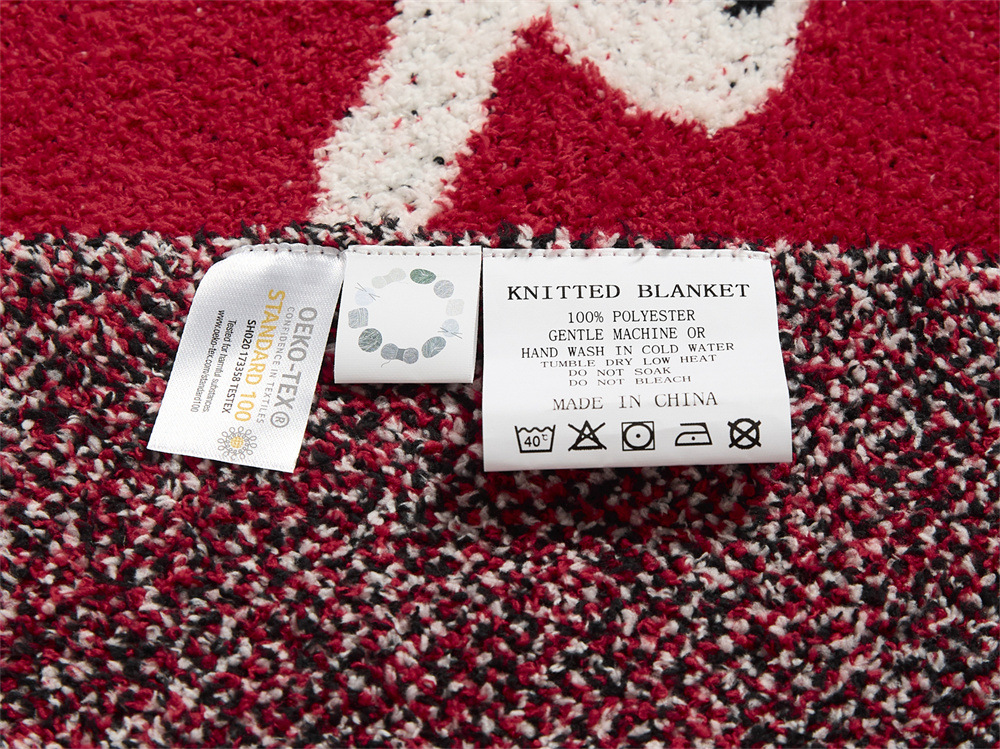 OEKO-TEX®
CONFIDENCE IN TEXTILES
STANDARD 100
SH020 173358 TESTEX
Tested for harmful substances
www.oeko-tex.com/standard100
KNITTED BLANKET
100% POLYESTER
GENTLE MACHINE OR
HAND WASH IN COLD WATER
TUMBLE DRY LOW HEAT
DO NOT SOAK
DO NOT BLEACH
MADE IN CHINA
40℃